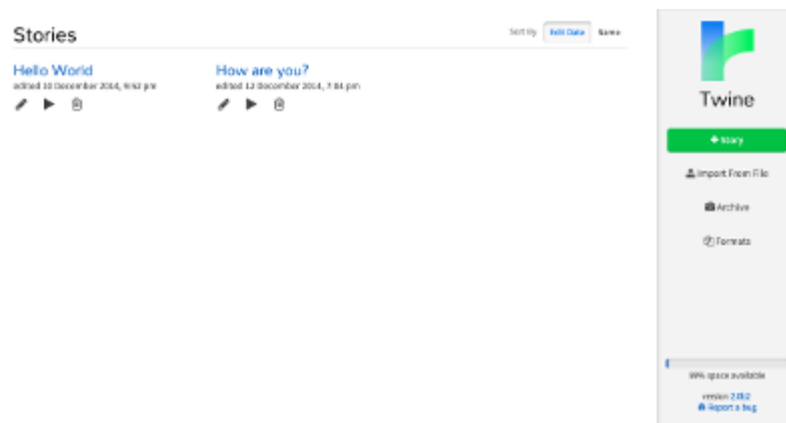 Stories
Sort By Edit Date Name
Hello World
edited 10 December 2014, 9:52 pm
How are you?
edited 12 December 2014, 7:04 pm
Twine
+ Story
Import From File
Archive
Formats
99% space available
version
Report a bug